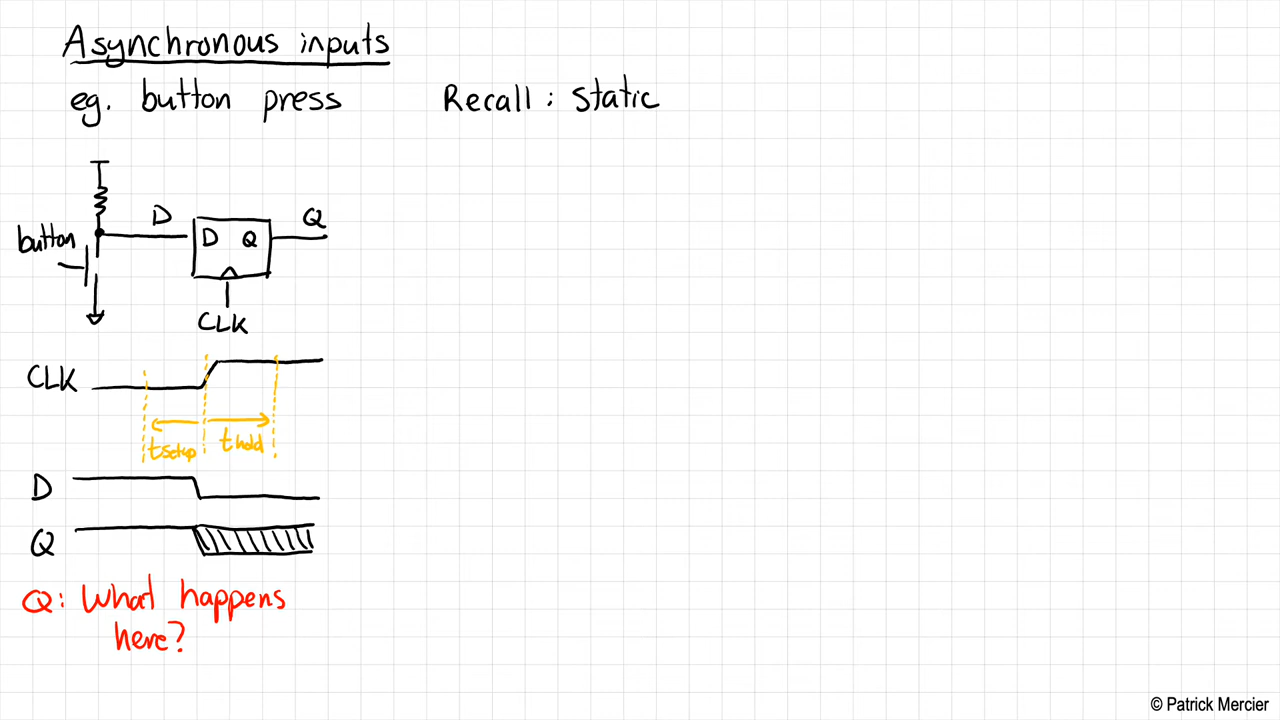 Asynchronous inputs
eg. button press
Recall: static
button
D
Q
D Q
CLK
CLK
tsetup
thold
D
Q
Q: What happens
here?
© Patrick Mercier